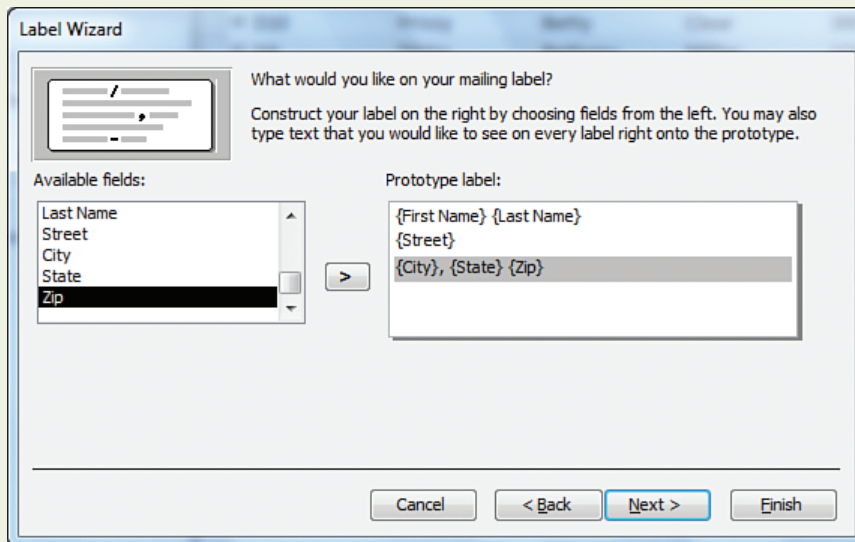 Label Wizard
What would you like on your mailing label?
Construct your label on the right by choosing fields from the left. You may also
type text that you would like to see on every label right onto the prototype.
Available fields:
Prototype label:
Last Name
Street
City
State
Zip
>
{First Name} {Last Name}
{Street}
{City}, {State} {Zip}
Cancel
< Back
Next >
Finish